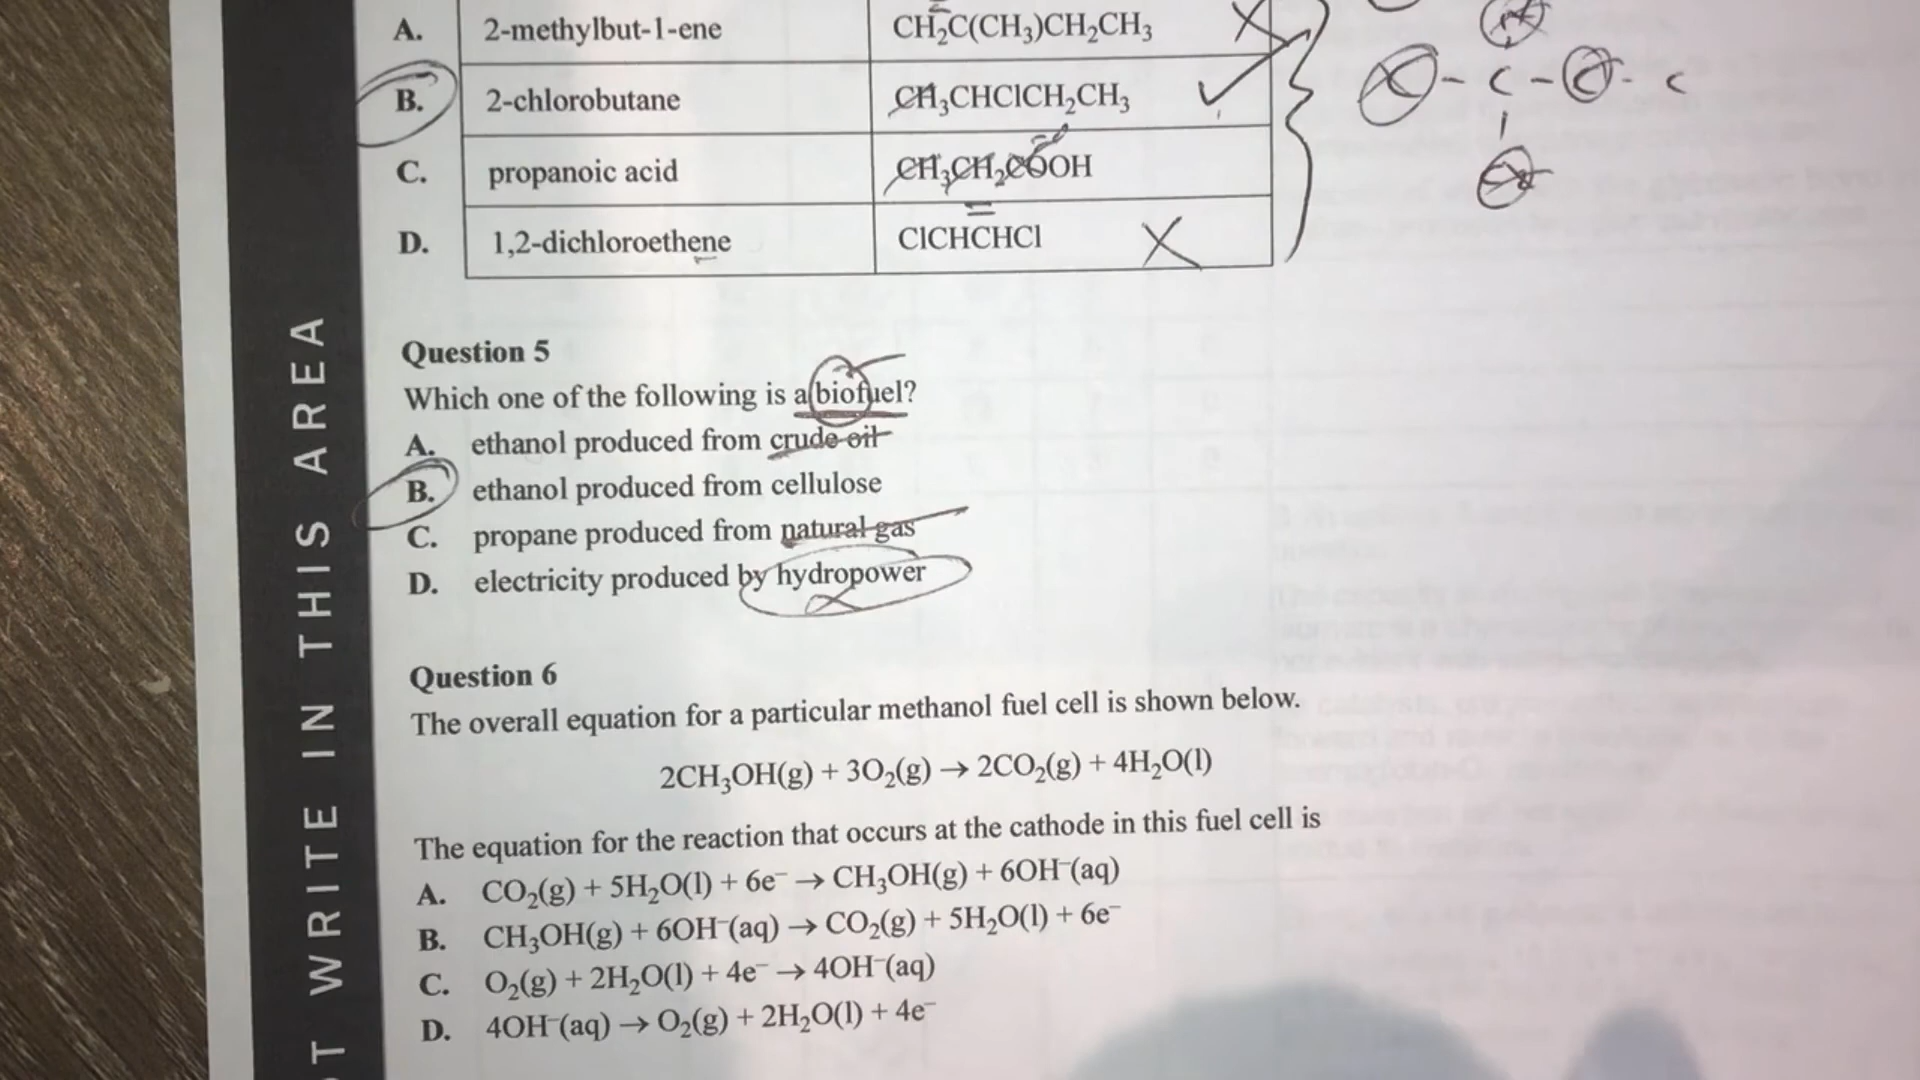 A. 2-methylbut-1-ene CH₂C(CH₃)CH₂CH₃ X
B. 2-chlorobutane CH₃CHClCH₂CH₃ ✓
C. propanoic acid CH₃CH₂COOH
D. 1,2-dichloroethene ClCHCHCl X
C - C - C
Question 5
Which one of the following is a biofuel?
A. ethanol produced from crude oil
B. ethanol produced from cellulose
C. propane produced from natural gas
D. electricity produced by hydropower
Question 6
The overall equation for a particular methanol fuel cell is shown below.
2CH₃OH(g) + 3O₂(g) → 2CO₂(g) + 4H₂O(l)
The equation for the reaction that occurs at the cathode in this fuel cell is
A. CO₂(g) + 5H₂O(l) + 6e⁻ → CH₃OH(g) + 6OH⁻(aq)
B. CH₃OH(g) + 6OH⁻(aq) → CO₂(g) + 5H₂O(l) + 6e⁻
C. O₂(g) + 2H₂O(l) + 4e⁻ → 4OH⁻(aq)
D. 4OH⁻(aq) → O₂(g) + 2H₂O(l) + 4e⁻
T WRITE IN THIS AREA